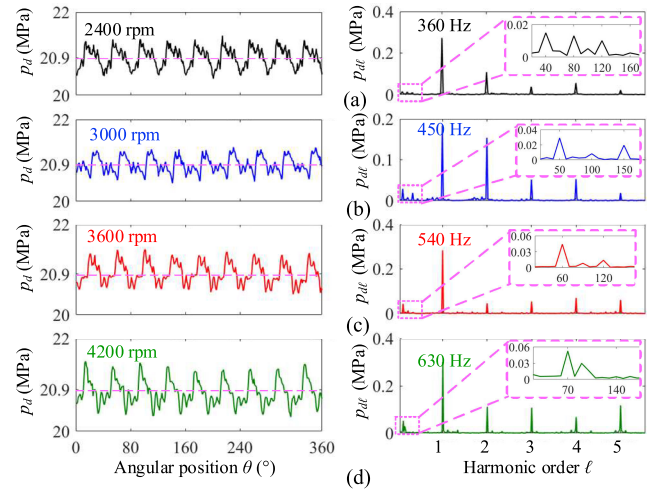 22
2400 rpm
20.9
20
p_d (MPa)
0.4
360 Hz
0.2
0
p_dℓ (MPa)
0.02
0
40 80 120 160
(a)
22
3000 rpm
20.9
20
p_d (MPa)
0.2
450 Hz
0.1
0
p_dℓ (MPa)
0.04
0.02
0
50 100 150
(b)
22
3600 rpm
20.9
20
p_d (MPa)
0.4
540 Hz
0.2
0
p_dℓ (MPa)
0.06
0.03
0
60 120
(c)
22
4200 rpm
20.9
20
p_d (MPa)
0 70 140 240 360
Angular position θ (°)
0.4
630 Hz
0.2
0
p_dℓ (MPa)
0.06
0.03
0
70 140
1 2 3 4 5
Harmonic order ℓ
(d)